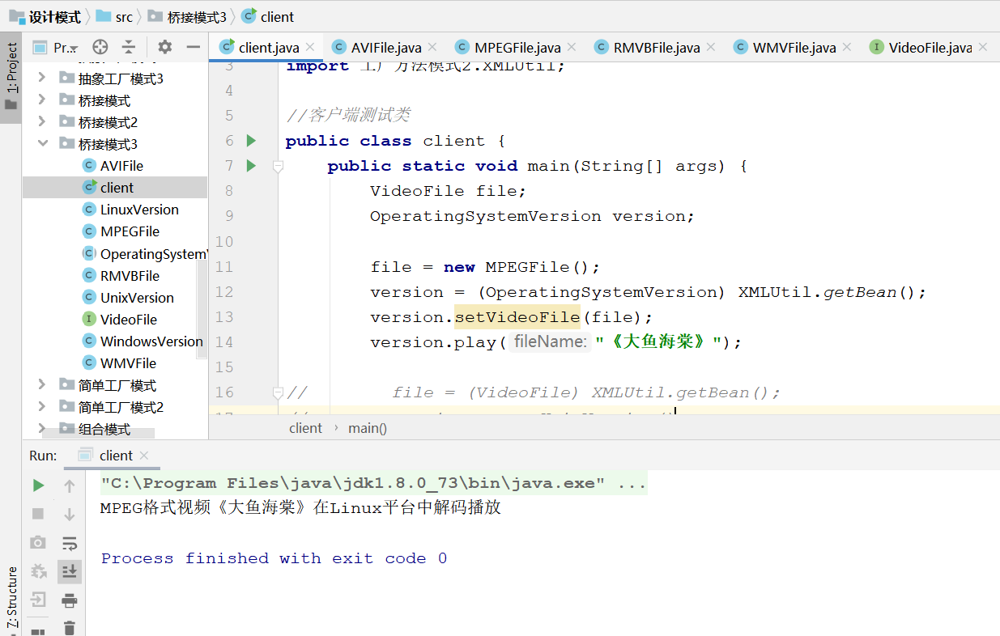 设计模式 src 桥接模式3 client
1: Project
Pr... client.java AVIFile.java MPEGFile.java RMVBFile.java WMVFile.java VideoFile.java
抽象工厂模式3
桥接模式
桥接模式2
桥接模式3
AVIFile
client
LinuxVersion
MPEGFile
OperatingSystemV
RMVBFile
UnixVersion
VideoFile
WindowsVersion
WMVFile
简单工厂模式
简单工厂模式2
组合模式
3 import 工厂方法模式2.XMLUtil;
4
5 //客户端测试类
6 public class client {
7 public static void main(String[] args) {
8 VideoFile file;
9 OperatingSystemVersion version;
10
11 file = new MPEGFile();
12 version = (OperatingSystemVersion) XMLUtil.getBean();
13 version.setVideoFile(file);
14 version.play( fileName: "《大鱼海棠》");
15
16 // file = (VideoFile) XMLUtil.getBean();
client › main()
Run: client
"C:\Program Files\java\jdk1.8.0_73\bin\java.exe" ...
MPEG格式视频《大鱼海棠》在Linux平台中解码播放
Process finished with exit code 0
Z: Structure